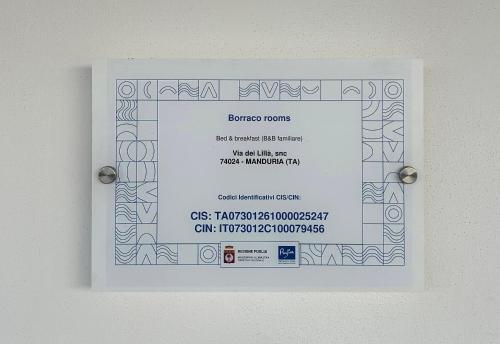 Borraco rooms
Bed & breakfast (B&B familiare)
Via dei Lillà, snc
74024 - MANDURIA (TA)
Codici Identificativi CIS/CIN:
CIS: TA07301261000025247
CIN: IT073012C100079456
REGIONE PUGLIA
Puglia